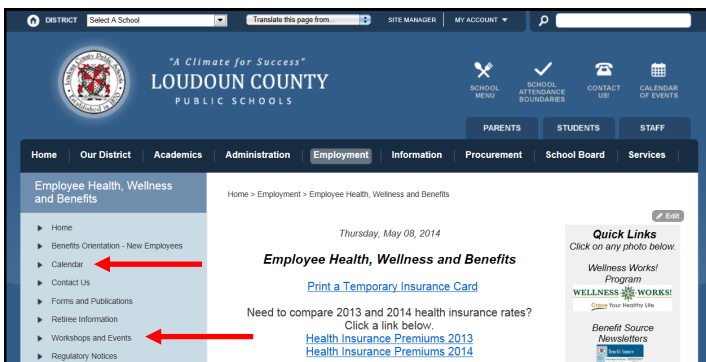 DISTRICT Select A School Translate this page from... SITE MANAGER MY ACCOUNT
"A Climate for Success"
LOUDOUN COUNTY
PUBLIC SCHOOLS
SCHOOL MENU
SCHOOL ATTENDANCE BOUNDARIES
CONTACT US!
CALENDAR OF EVENTS
PARENTS STUDENTS STAFF
Home Our District Academics Administration Employment Information Procurement School Board Services
Employee Health, Wellness
and Benefits
Home
Benefits Orientation - New Employees
Calendar
Contact Us
Forms and Publications
Retiree Information
Workshops and Events
Regulatory Notices
Home > Employment > Employee Health, Wellness and Benefits
Edit
Thursday, May 08, 2014
Employee Health, Wellness and Benefits
Print a Temporary Insurance Card
Need to compare 2013 and 2014 health insurance rates?
Click a link below.
Health Insurance Premiums 2013
Health Insurance Premiums 2014
Quick Links
Click on any photo below.
Wellness Works!
Program
WELLNESS WORKS!
Crave Your Healthy Life
Benefit Source
Newsletters
Benefit Source